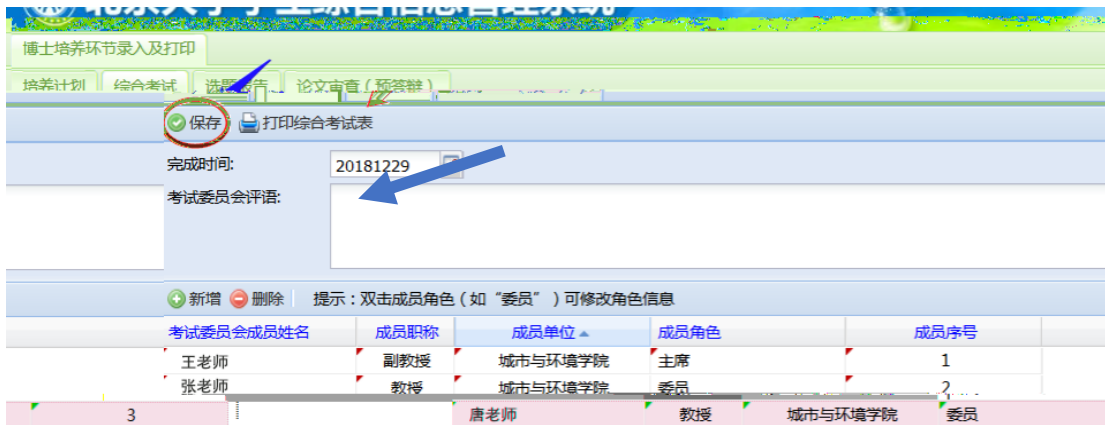 博士培养环节录入及打印
培养计划 综合考试 选题报告 论文审查（预答辩）
保存 打印综合考试表
完成时间: 20181229
考试委员会评语:
新增 删除 提示：双击成员角色（如“委员”）可修改角色信息
考试委员会成员姓名 成员职称 成员单位 成员角色 成员序号
王老师 副教授 城市与环境学院 主席 1
张老师 教授 城市与环境学院 委员 2
3 唐老师 教授 城市与环境学院 委员